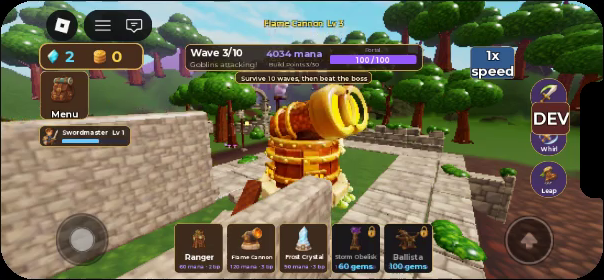 Flame Cannon Lv 3
2
0
Wave 3/10
4034 mana
Goblins attacking!
Build points 3/30
Portal
100 / 100
1x
speed
Survive 10 waves, then beat the boss
Menu
DEV
Swordmaster Lv 1
Whirl
Leap
Ranger
60 mana · 2 bp
Flame Cannon
120 mana · 3 bp
Frost Crystal
90 mana · 3 bp
Storm Obelisk
60 gems
Ballista
100 gems